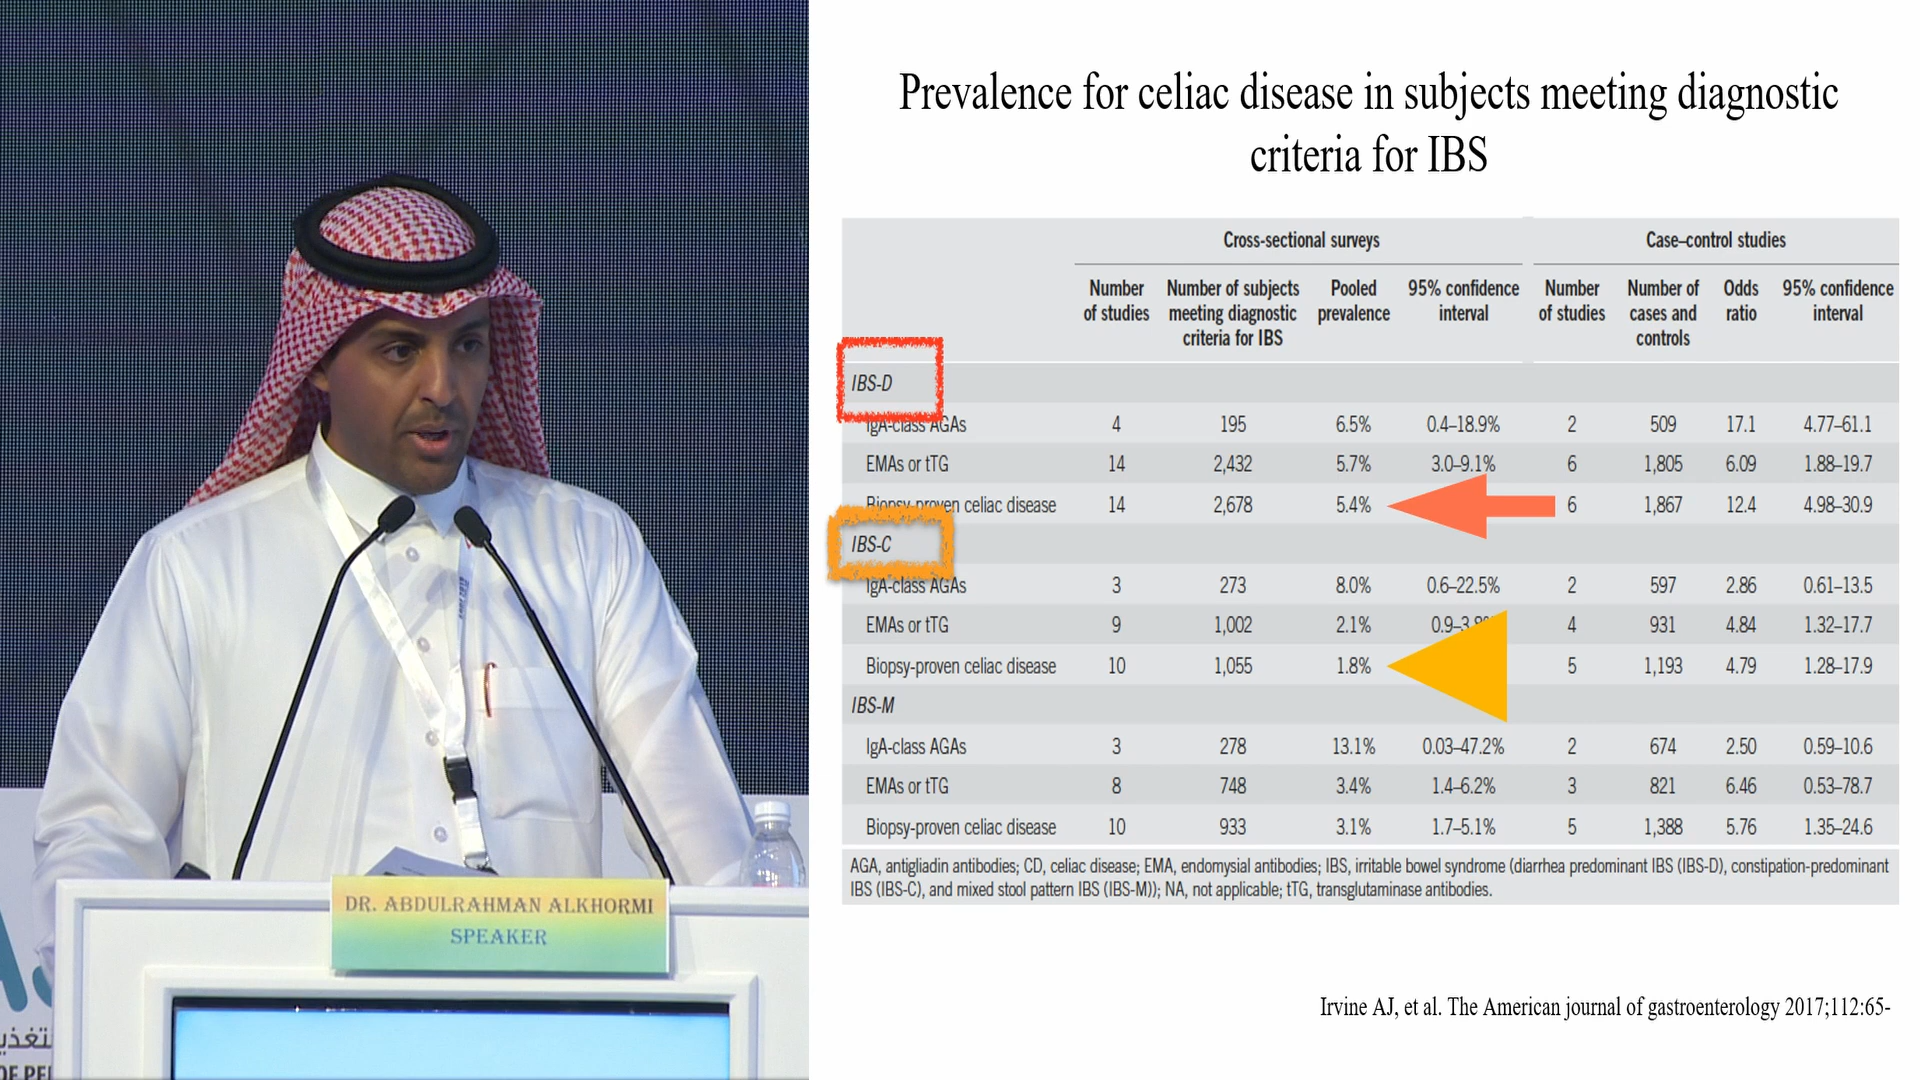 Prevalence for celiac disease in subjects meeting diagnostic
criteria for IBS
Cross-sectional surveys Case–control studies
Number of studies Number of subjects meeting diagnostic criteria for IBS Pooled prevalence 95% confidence interval Number of studies Number of cases and controls Odds ratio 95% confidence interval
IBS-D
IgA-class AGAs 4 195 6.5% 0.4–18.9% 2 509 17.1 4.77–61.1
EMAs or tTG 14 2,432 5.7% 3.0–9.1% 6 1,805 6.09 1.88–19.7
Biopsy-proven celiac disease 14 2,678 5.4% 6 1,867 12.4 4.98–30.9
IBS-C
IgA-class AGAs 3 273 8.0% 0.6–22.5% 2 597 2.86 0.61–13.5
EMAs or tTG 9 1,002 2.1% 4 931 4.84 1.32–17.7
Biopsy-proven celiac disease 10 1,055 1.8% 5 1,193 4.79 1.28–17.9
IBS-M
IgA-class AGAs 3 278 13.1% 0.03–47.2% 2 674 2.50 0.59–10.6
EMAs or tTG 8 748 3.4% 1.4–6.2% 3 821 6.46 0.53–78.7
Biopsy-proven celiac disease 10 933 3.1% 1.7–5.1% 5 1,388 5.76 1.35–24.6
AGA, antigliadin antibodies; CD, celiac disease; EMA, endomysial antibodies; IBS, irritable bowel syndrome (diarrhea predominant IBS (IBS-D), constipation-predominant
IBS (IBS-C), and mixed stool pattern IBS (IBS-M)); NA, not applicable; tTG, transglutaminase antibodies.
Irvine AJ, et al. The American journal of gastroenterology 2017;112:65-
DR. ABDULRAHMAN ALKHORMI
SPEAKER